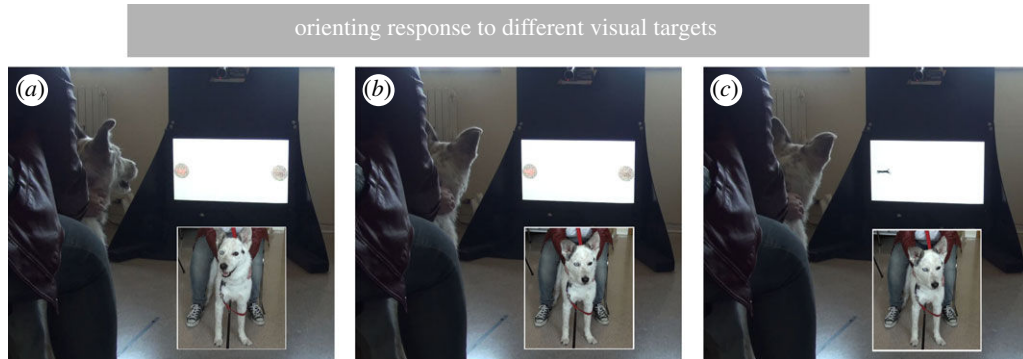 orienting response to different visual targets
(a)
(b)
(c)